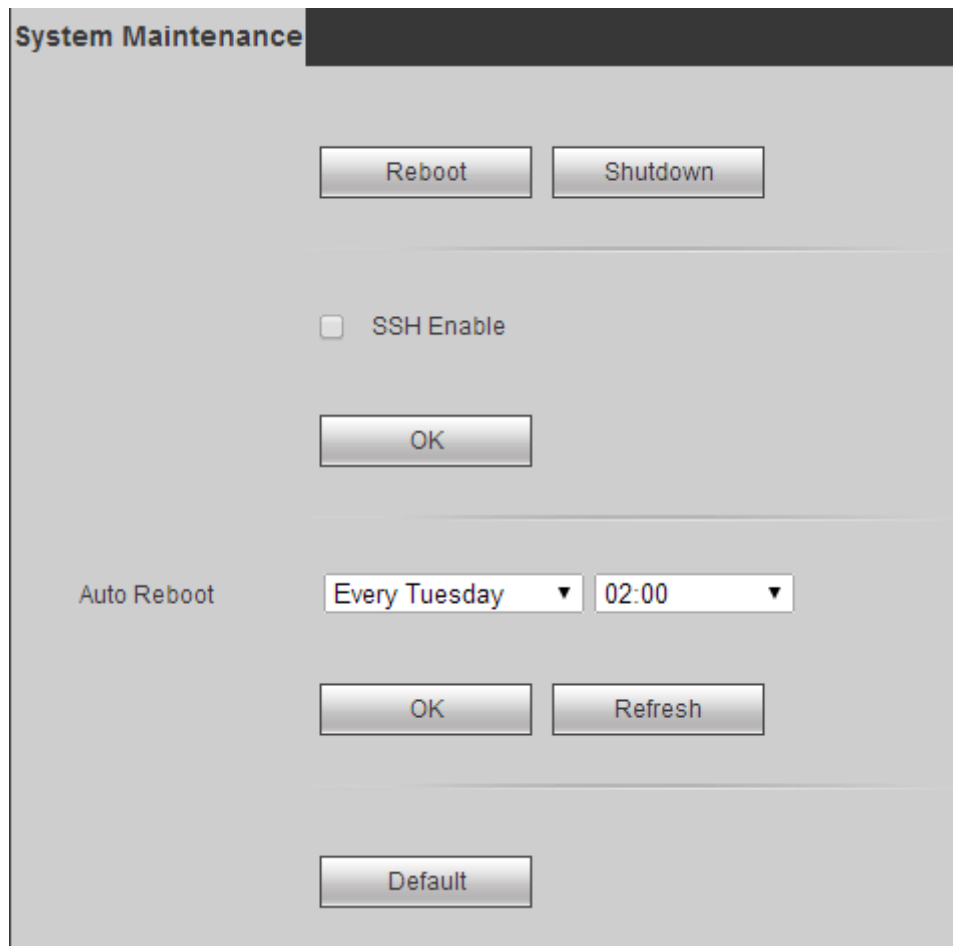 System Maintenance
Reboot Shutdown
SSH Enable
OK
Auto Reboot Every Tuesday 02:00
OK Refresh
Default